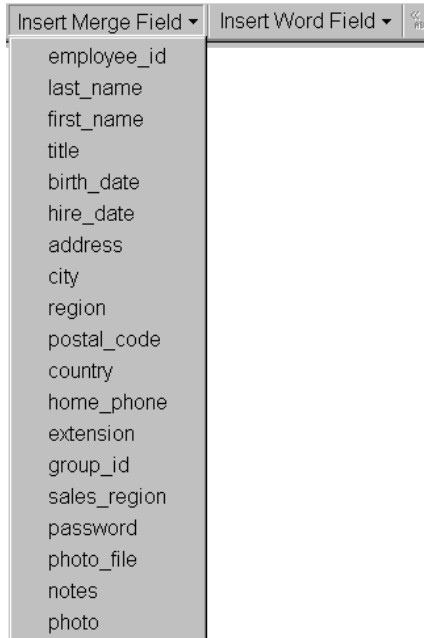 Insert Merge Field Insert Word Field
employee_id
last_name
first_name
title
birth_date
hire_date
address
city
region
postal_code
country
home_phone
extension
group_id
sales_region
password
photo_file
notes
photo